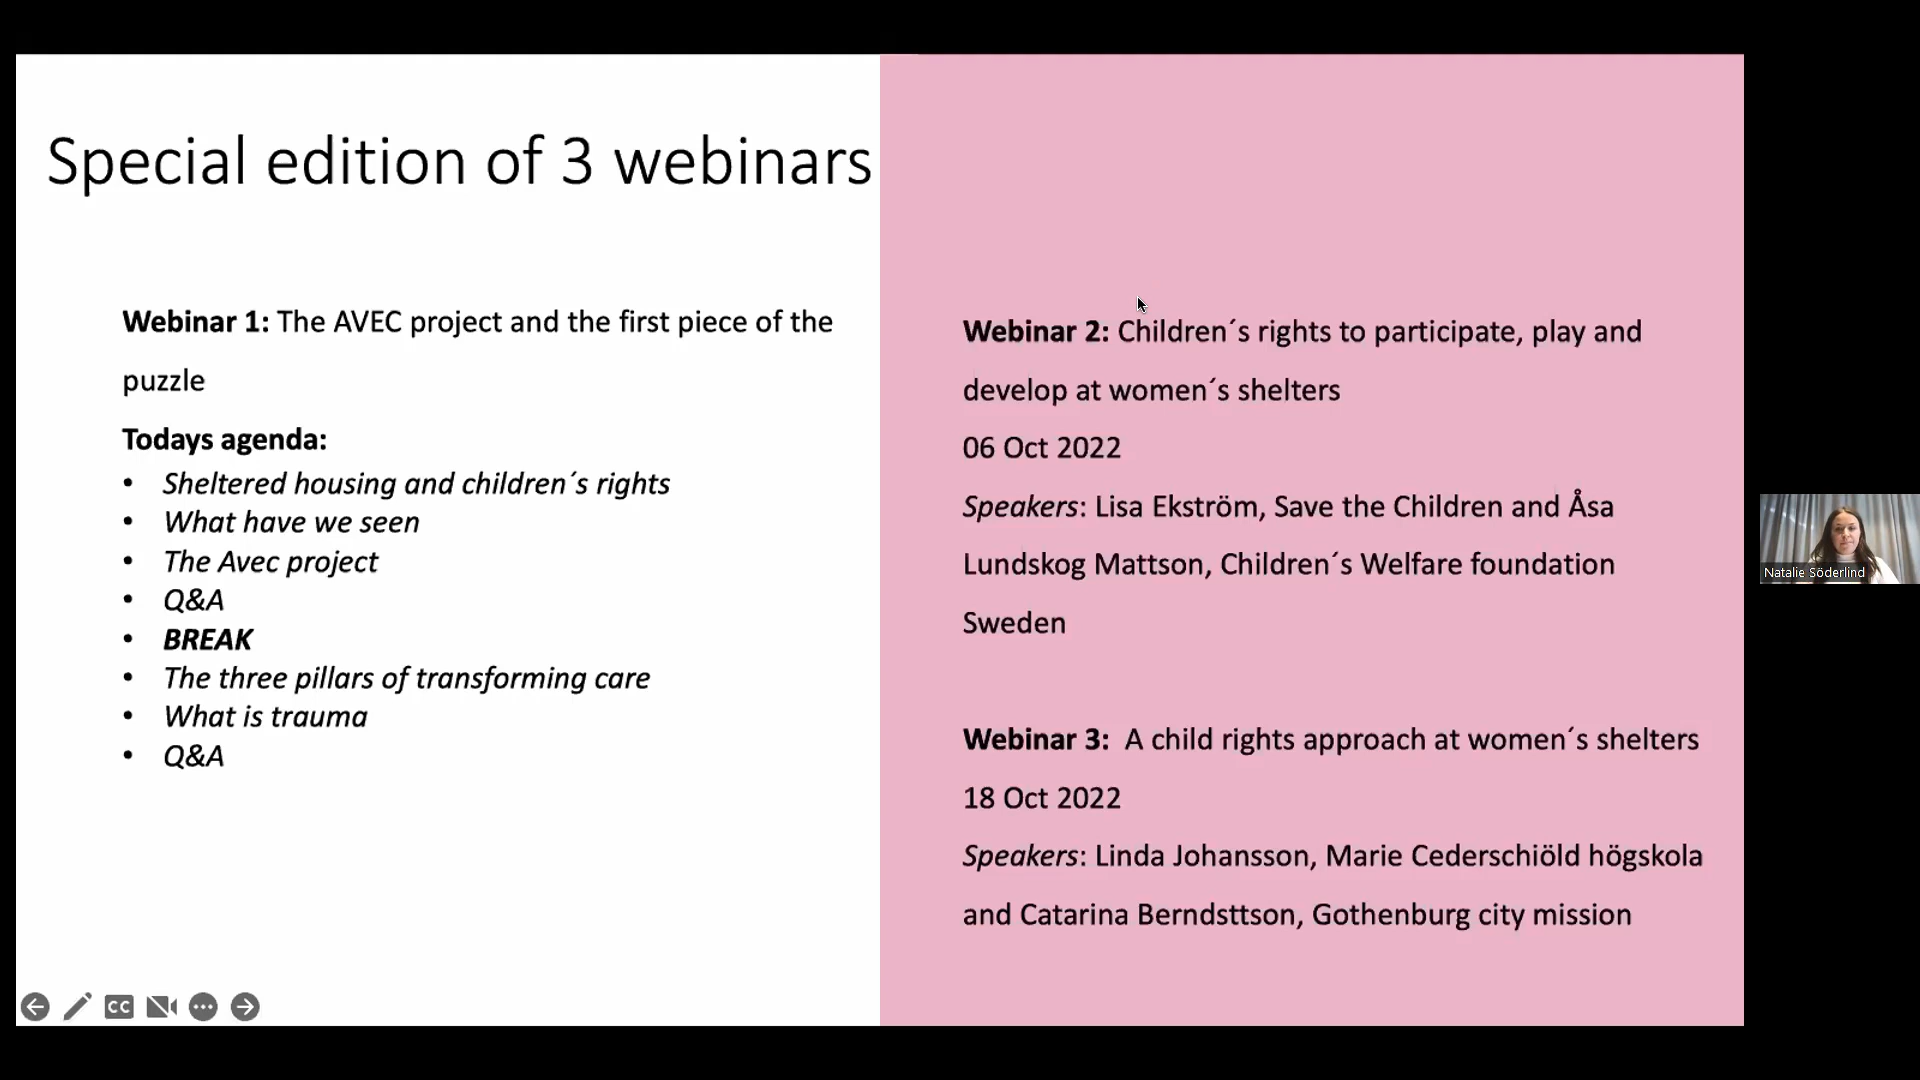 Special edition of 3 webinars
Webinar 1: The AVEC project and the first piece of the
puzzle
Todays agenda:
• Sheltered housing and children´s rights
• What have we seen
• The Avec project
• Q&A
• BREAK
• The three pillars of transforming care
• What is trauma
• Q&A
Webinar 2: Children´s rights to participate, play and
develop at women´s shelters
06 Oct 2022
Speakers: Lisa Ekström, Save the Children and Åsa
Lundskog Mattson, Children´s Welfare foundation
Sweden
Webinar 3: A child rights approach at women´s shelters
18 Oct 2022
Speakers: Linda Johansson, Marie Cederschiöld högskola
and Catarina Berndsttson, Gothenburg city mission
CC
Natalie Söderlind